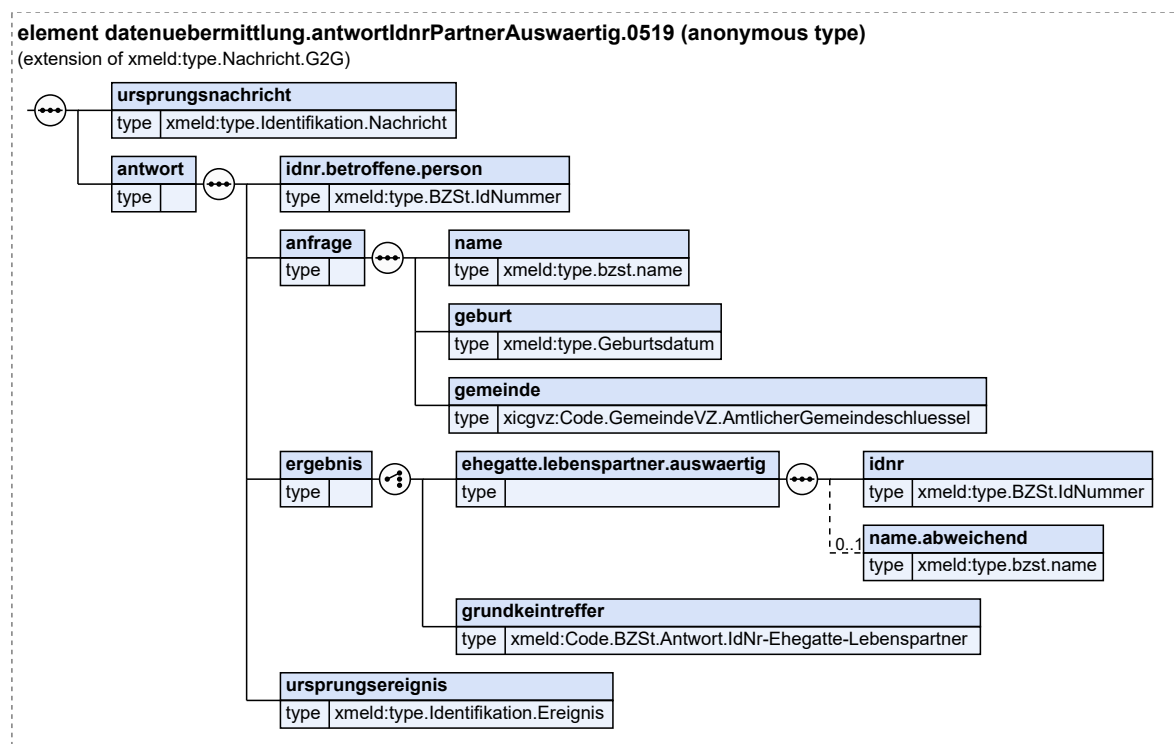 element datenuebermittlung.antwortIdnrPartnerAuswaertig.0519 (anonymous type)
(extension of xmeld:type.Nachricht.G2G)
ursprungsnachricht
type xmeld:type.Identifikation.Nachricht
antwort
type
idnr.betroffene.person
type xmeld:type.BZSt.IdNummer
anfrage
type
name
type xmeld:type.bzst.name
geburt
type xmeld:type.Geburtsdatum
gemeinde
type xicgvz:Code.GemeindeVZ.AmtlicherGemeindeschluessel
ergebnis
type
ehegatte.lebenspartner.auswaertig
type
idnr
type xmeld:type.BZSt.IdNummer
0..1
name.abweichend
type xmeld:type.bzst.name
grundkeintreffer
type xmeld:Code.BZSt.Antwort.IdNr-Ehegatte-Lebenspartner
ursprungsereignis
type xmeld:type.Identifikation.Ereignis